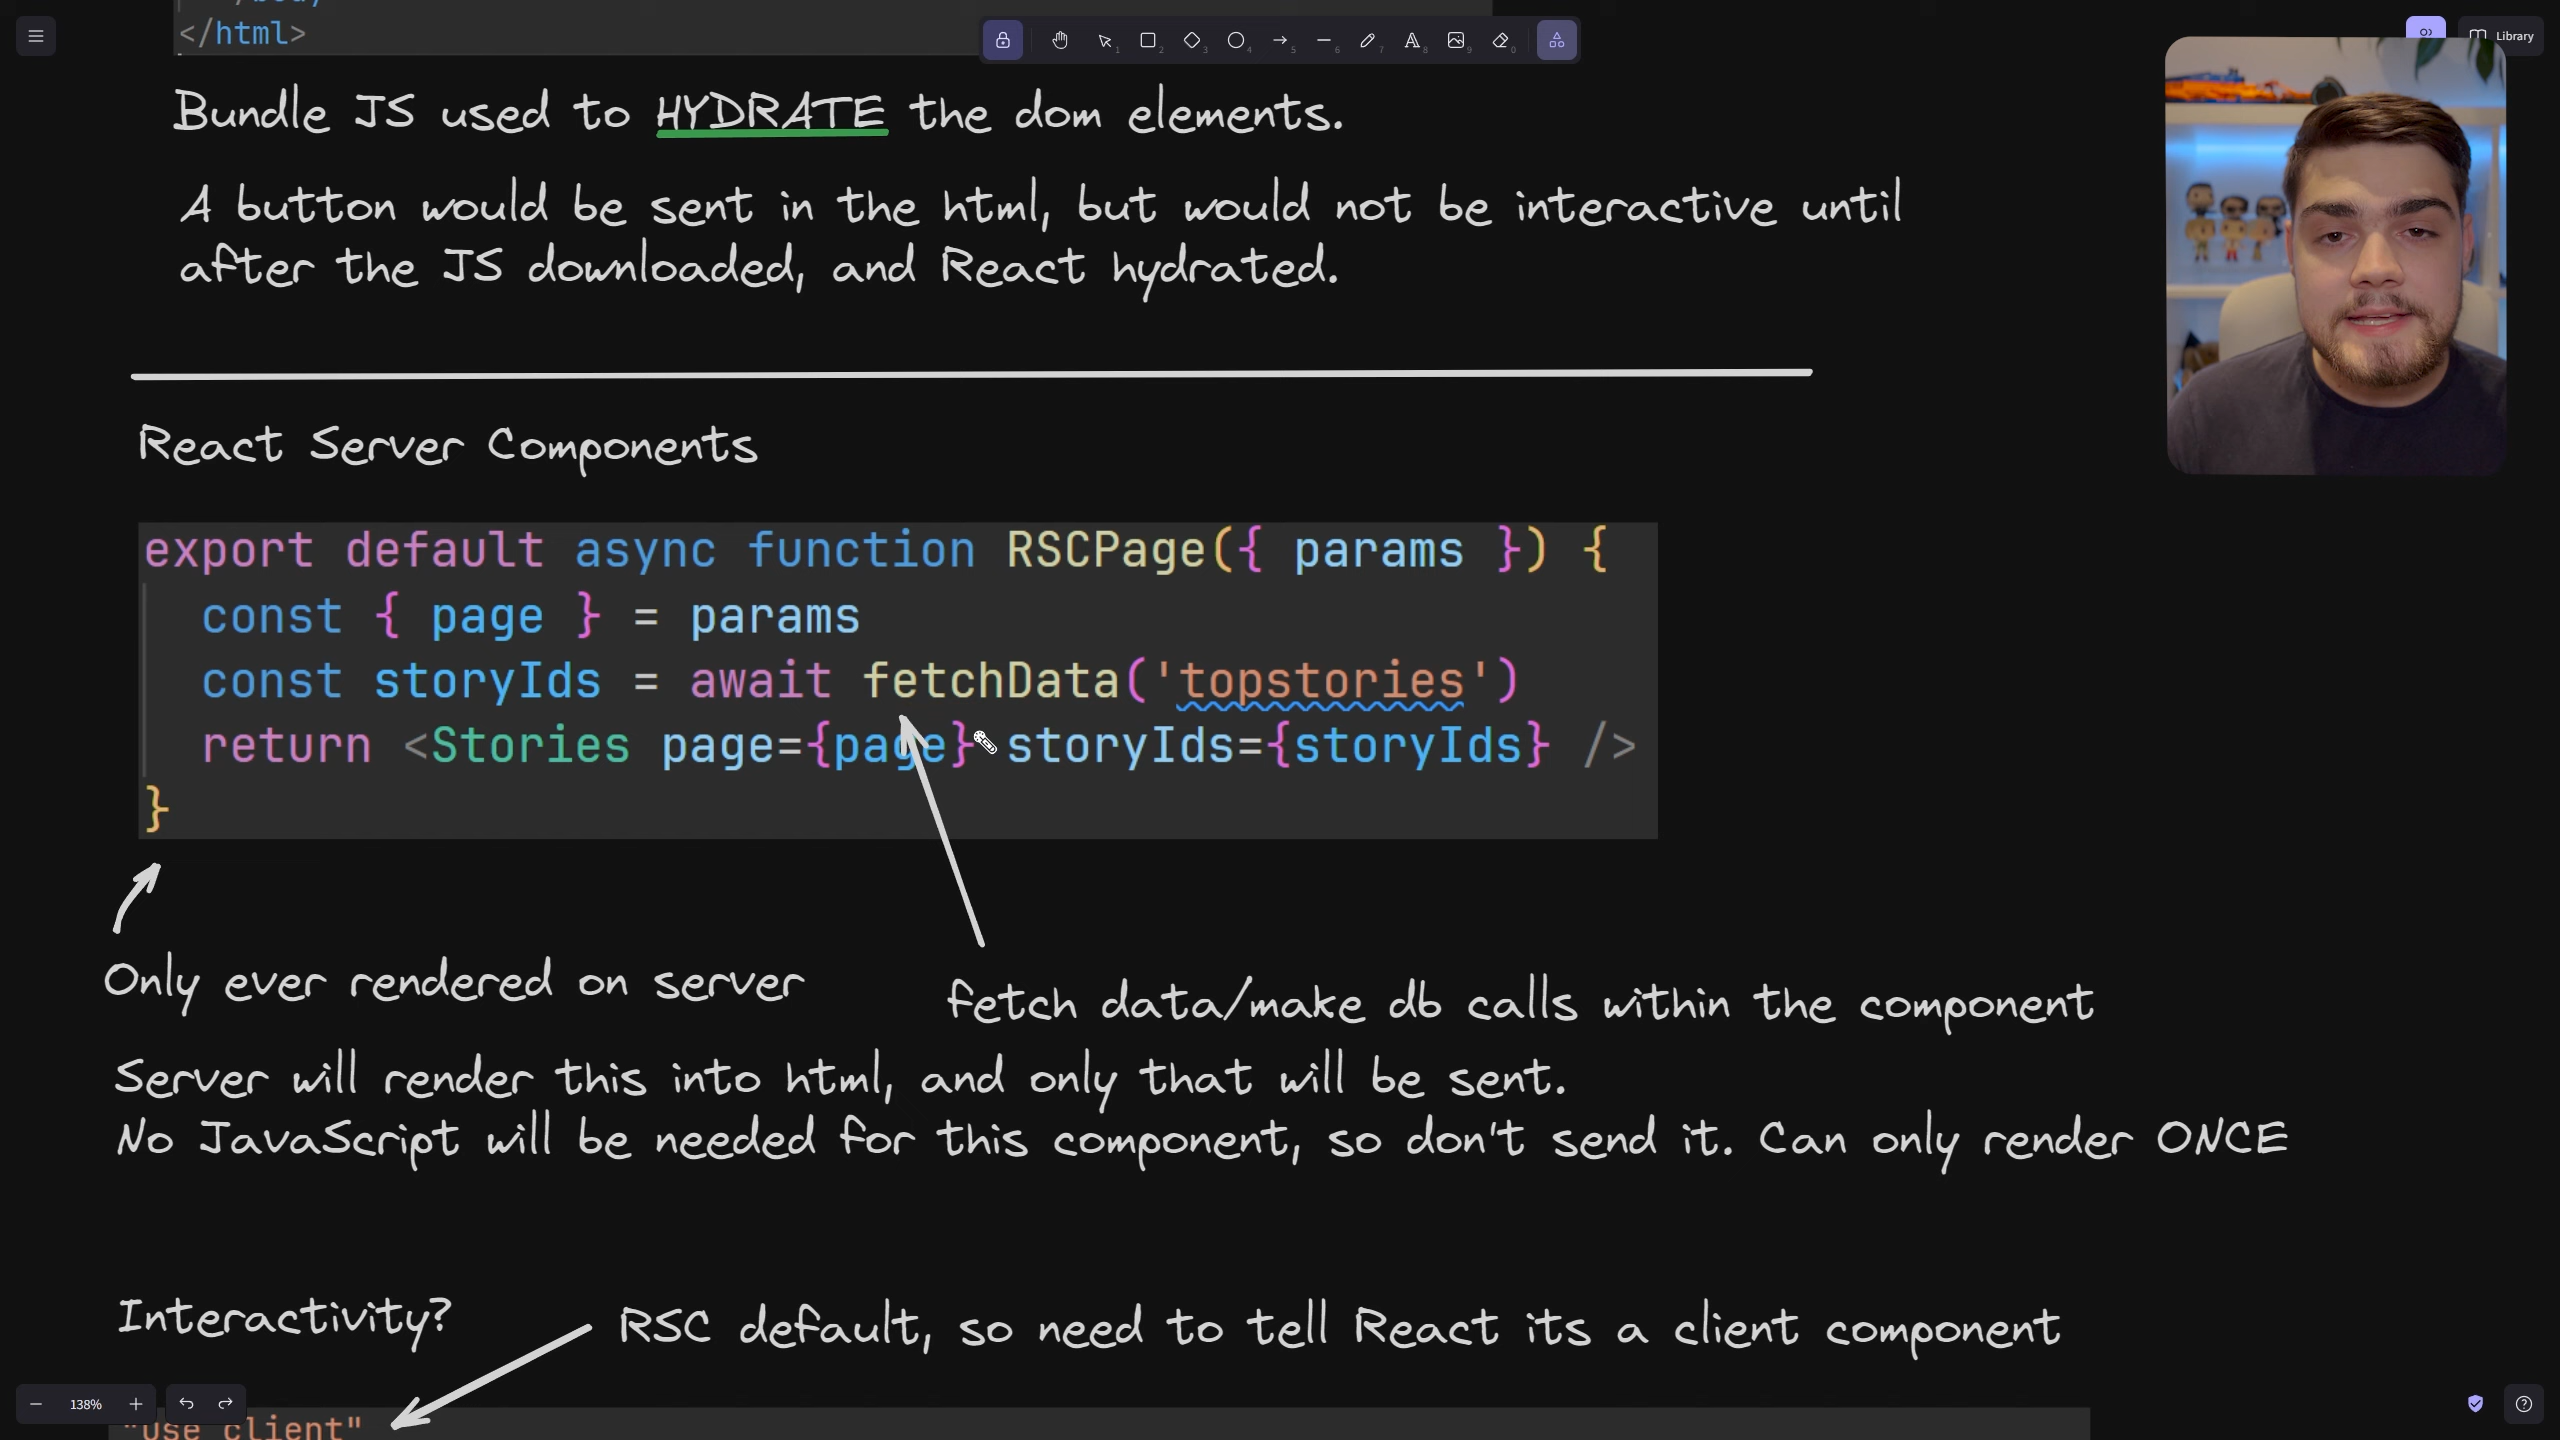 </body
</html>
Library
Bundle JS used to HYDRATE the dom elements.
A button would be sent in the html, but would not be interactive until
after the JS downloaded, and React hydrated.
React Server Components
export default async function RSCPage({ params }) {
const { page } = params
const storyIds = await fetchData('topstories')
return <Stories page={page} storyIds={storyIds} />
}
Only ever rendered on server
fetch data/make db calls within the component
Server will render this into html, and only that will be sent.
No JavaScript will be needed for this component, so don't send it. Can only render ONCE
Interactivity?
RSC default, so need to tell React its a client component
138%
"use client"